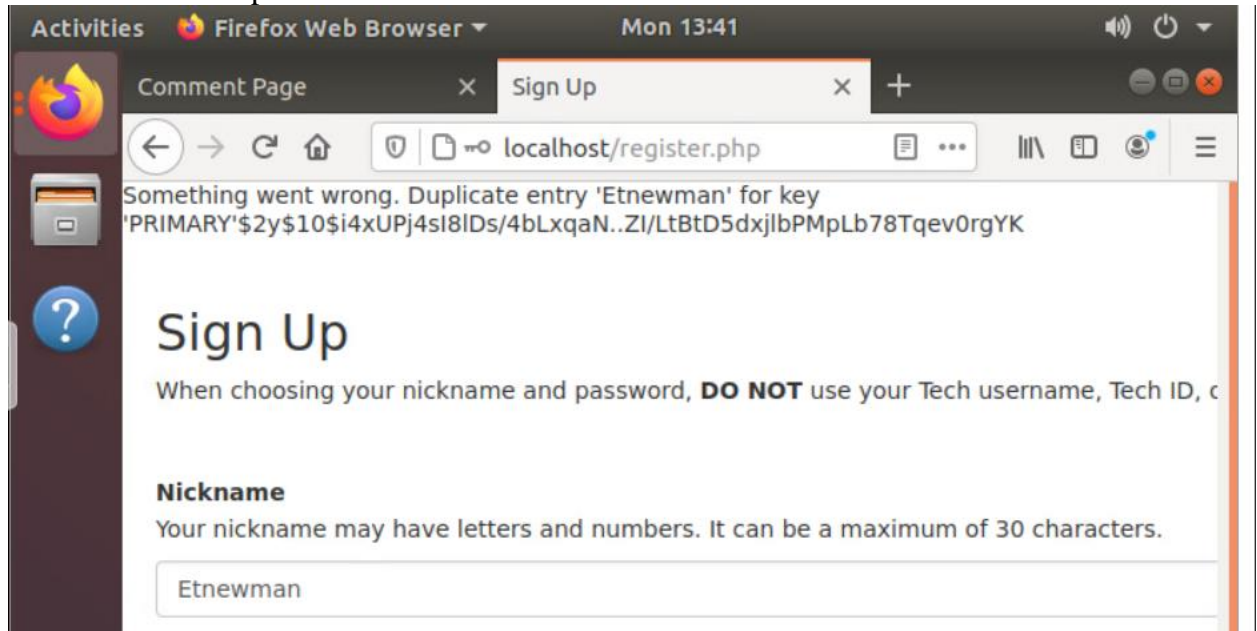 Activities Firefox Web Browser Mon 13:41
Comment Page Sign Up
localhost/register.php
Something went wrong. Duplicate entry 'Etnewman' for key
'PRIMARY'$2y$10$i4xUPj4sI8lDs/4bLxqaN..ZI/LtBtD5dxjlbPMpLb78Tqev0rgYK
Sign Up
When choosing your nickname and password, DO NOT use your Tech username, Tech ID,
Nickname
Your nickname may have letters and numbers. It can be a maximum of 30 characters.
Etnewman